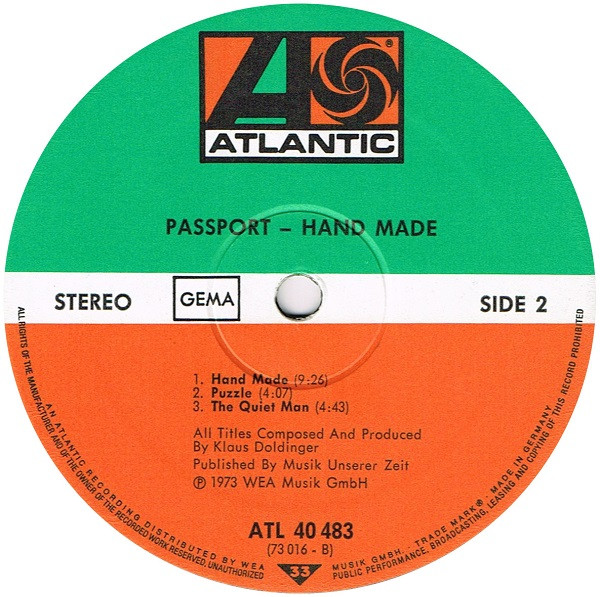 ATLANTIC
®
PASSPORT – HAND MADE
STEREO
GEMA
SIDE 2
1. Hand Made (9-26)
2. Puzzle (4:07)
3. The Quiet Man (4:43)
All Titles Composed And Produced
By Klaus Doldinger
Published By Musik Unserer Zeit
℗ 1973 WEA Musik GmbH
ATL 40 483
(73 016 - B)
33
ALL RIGHTS OF THE MANUFACTURER AND OF THE OWNER OF THE RECORDED WORK RESERVED, UNAUTHORIZED
PUBLIC PERFORMANCE, BROADCASTING, LEASING AND COPYING OF THIS RECORD PROHIBITED
AN ATLANTIC RECORDING DISTRIBUTED BY WEA
MUSIK GMBH. TRADE MARK® · MADE IN GERMANY